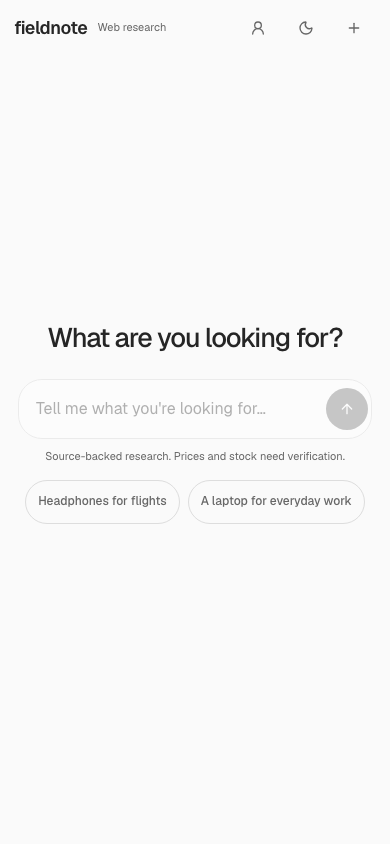 fieldnote Web research
What are you looking for?
Tell me what you're looking for...
Source-backed research. Prices and stock need verification.
Headphones for flights
A laptop for everyday work